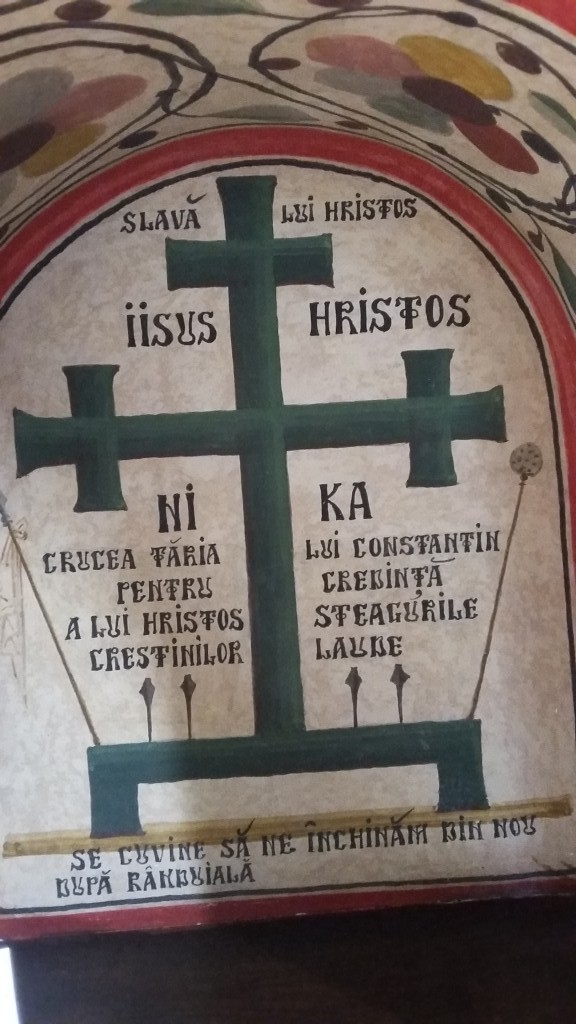 SLAVĂ LUI HRISTOS
IISUS HRISTOS
NI KA
CRUCEA TĂRIA LUI CONSTANTIN
PENTRU CREDINȚĂ
A LUI HRISTOS STEAGURILE
CRESTINILOR LAUDE
SE CUVINE SĂ NE ÎNCHINĂM DIN NOU
DUPĂ RÂNDUIALĂ